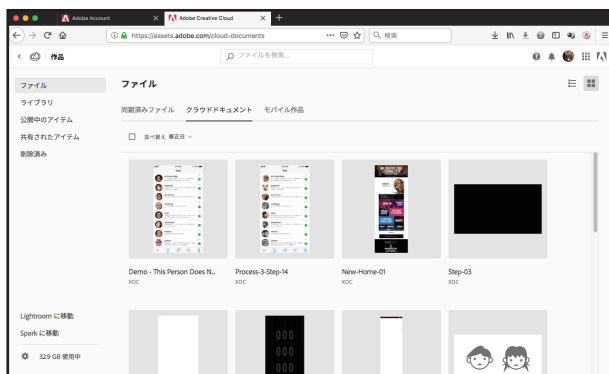 Adobe Account
Adobe Creative Cloud
https://assets.adobe.com/cloud-documents
検索
作品
ファイルを検索...
ファイル
ライブラリ
公開中のアイテム
共有されたアイテム
削除済み
Lightroom に移動
Spark に移動
32.9 GB 使用中
ファイル
同期済みファイル クラウドドキュメント モバイル作品
並べ替え 修正日
Demo - This Person Does N...
XDC
Process-3-Step-14
XDC
New-Home-01
XDC
Step-03
XDC